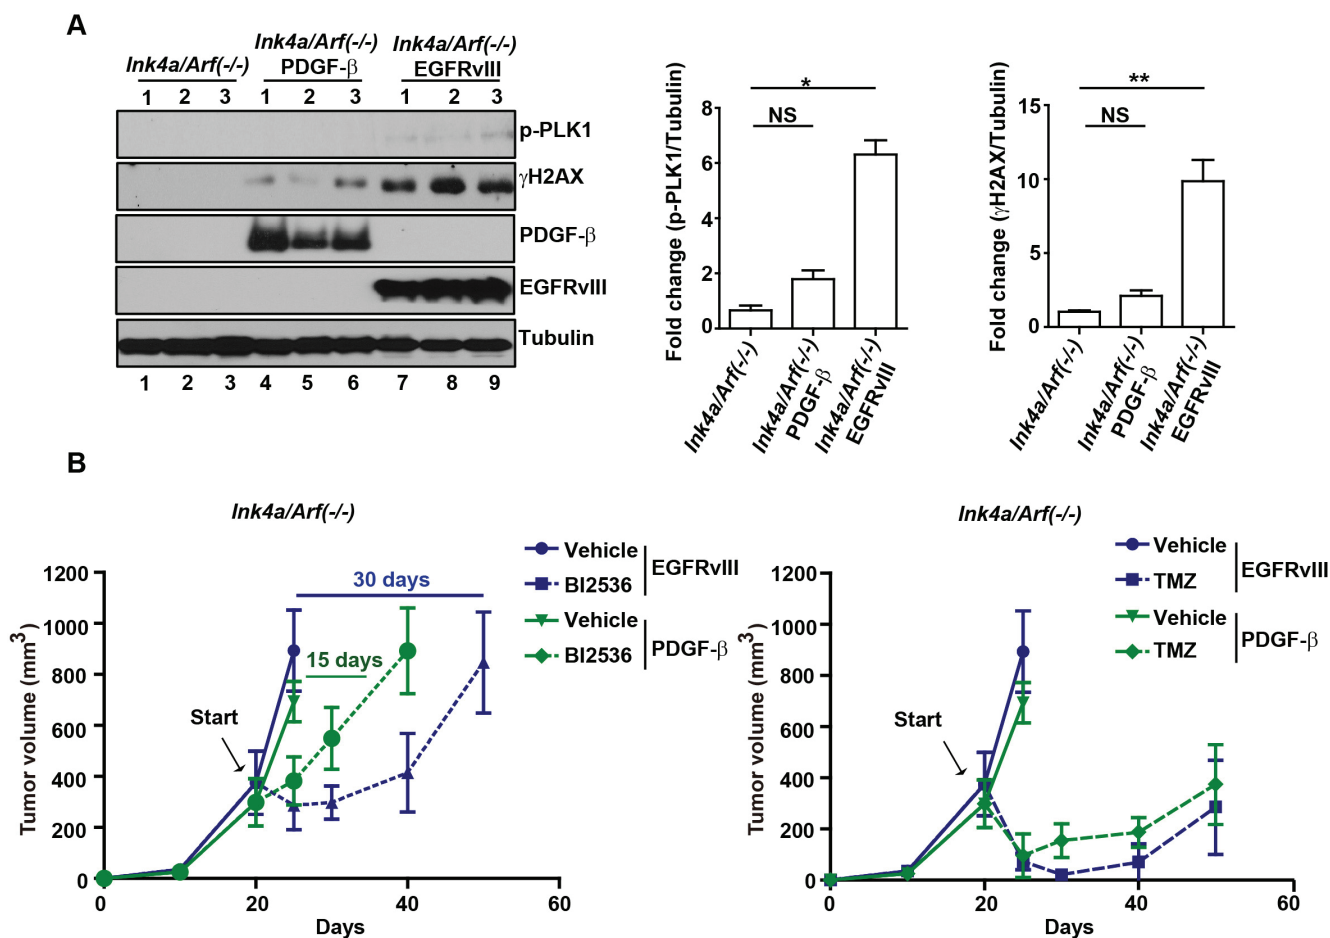 A
Ink4a/Arf(-/-)
Ink4a/Arf(-/-)
PDGF-β
Ink4a/Arf(-/-)
EGFRvIII
1 2 3 1 2 3 1 2 3
p-PLK1
γH2AX
PDGF-β
EGFRvIII
Tubulin
1 2 3 4 5 6 7 8 9
Fold change (p-PLK1/Tubulin)
8
6
4
2
0
*
NS
Ink4a/Arf(-/-)
Ink4a/Arf(-/-)
PDGF-β
Ink4a/Arf(-/-)
EGFRvIII
Fold change (γH2AX/Tubulin)
15
10
5
0
**
NS
Ink4a/Arf(-/-)
Ink4a/Arf(-/-)
PDGF-β
Ink4a/Arf(-/-)
EGFRvIII
B
Ink4a/Arf(-/-)
Vehicle
BI2536
EGFRvIII
Vehicle
BI2536
PDGF-β
Tumor volume (mm3)
1200
1000
800
600
400
200
0
30 days
15 days
Start
0 20 40 60
Days
Ink4a/Arf(-/-)
Vehicle
TMZ
EGFRvIII
Vehicle
TMZ
PDGF-β
Tumor volume (mm3)
1200
1000
800
600
400
200
0
Start
0 20 40 60
Days